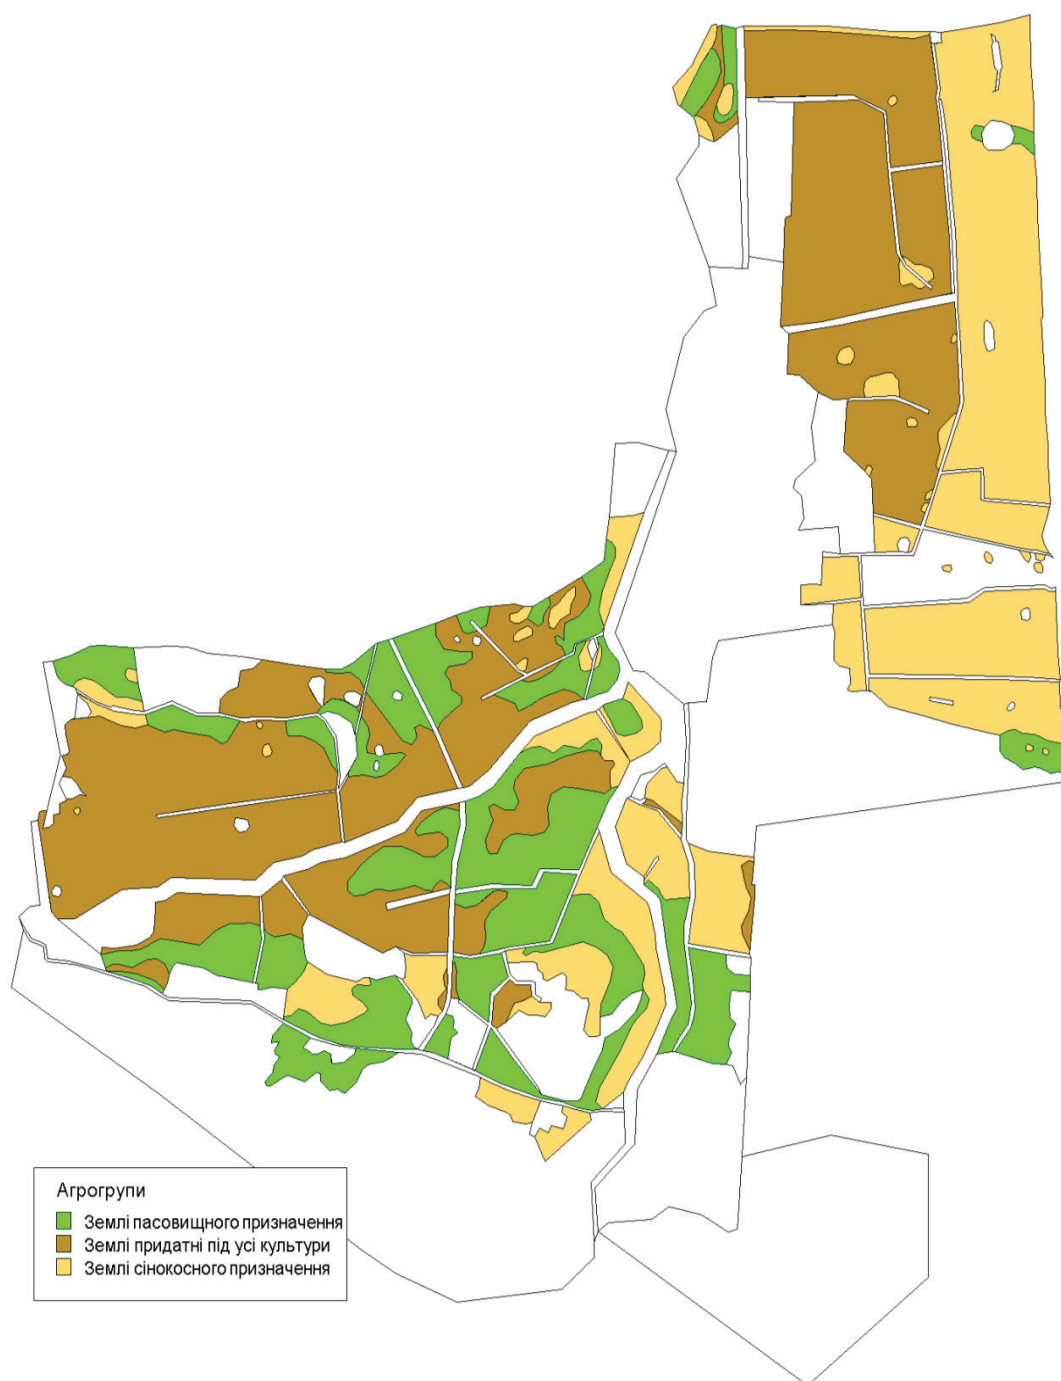 Агрогрупи
Землі пасовищного призначення
Землі придатні під усі культури
Землі сінокосного призначення